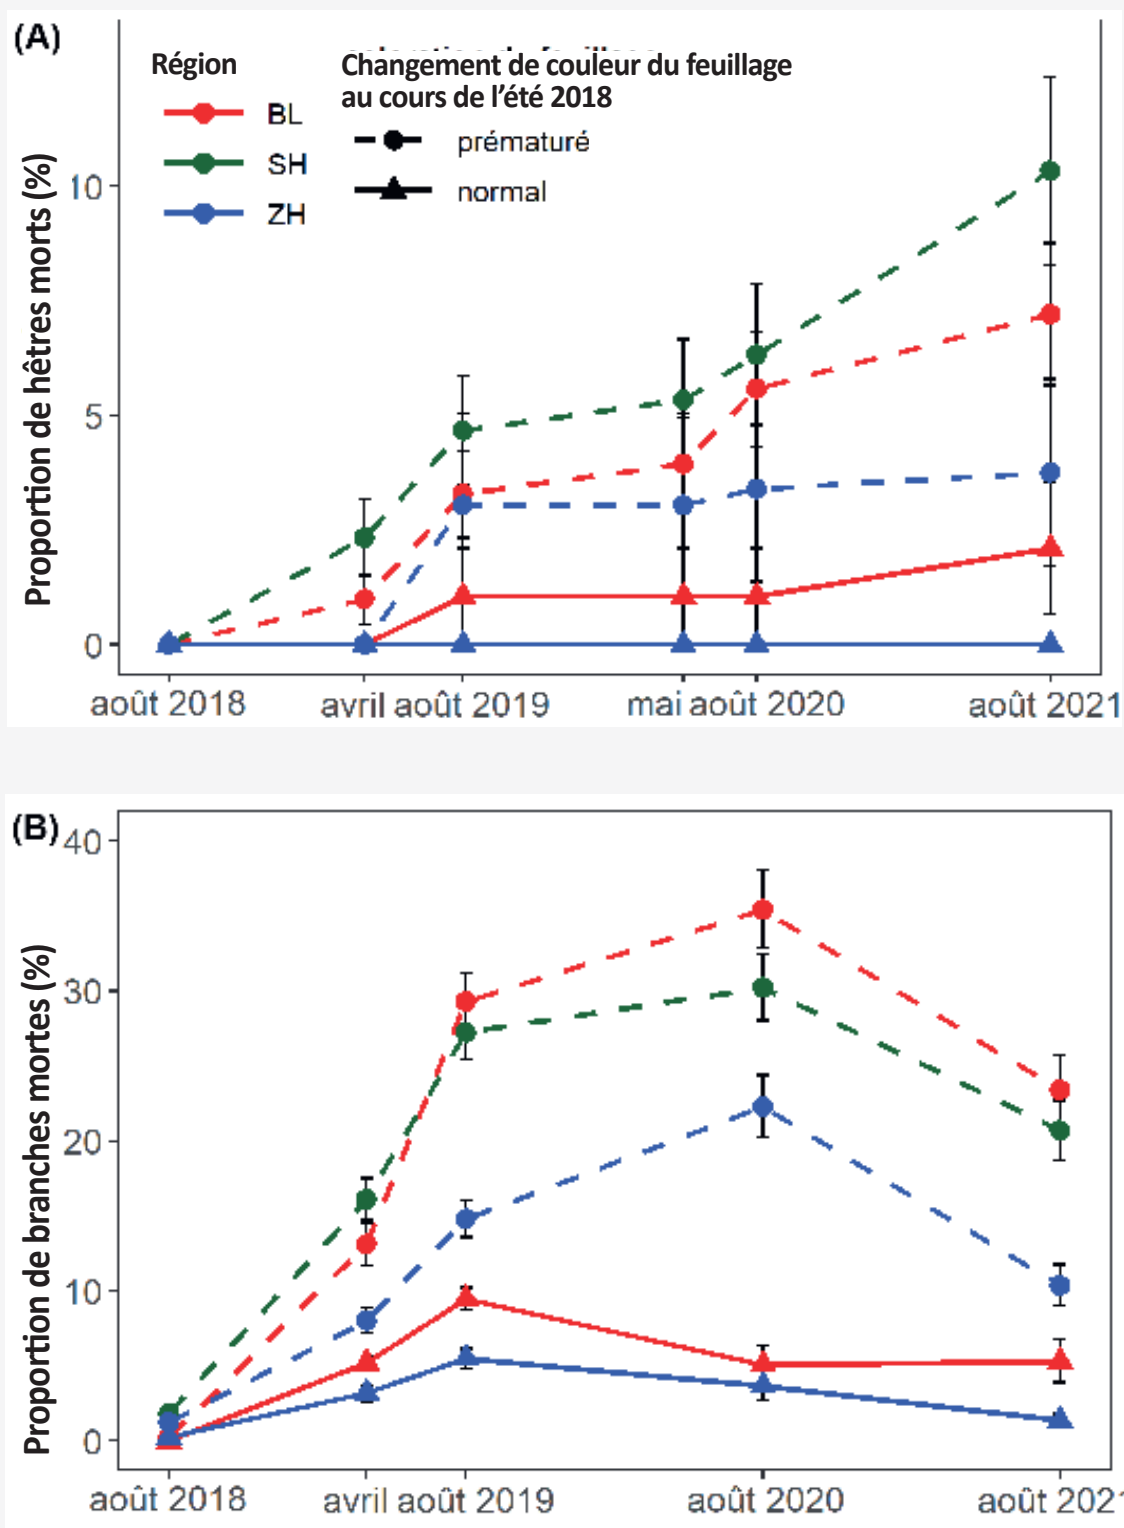 (A)
Région
Changement de couleur du feuillage
au cours de l’été 2018
BL
SH
ZH
prématuré
normal
Proportion de hêtres morts (%)
10
5
0
août 2018
avril
août 2019
mai
août 2020
août 2021
(B)
Proportion de branches mortes (%)
40
30
20
10
0
août 2018
avril
août 2019
août 2020
août 202